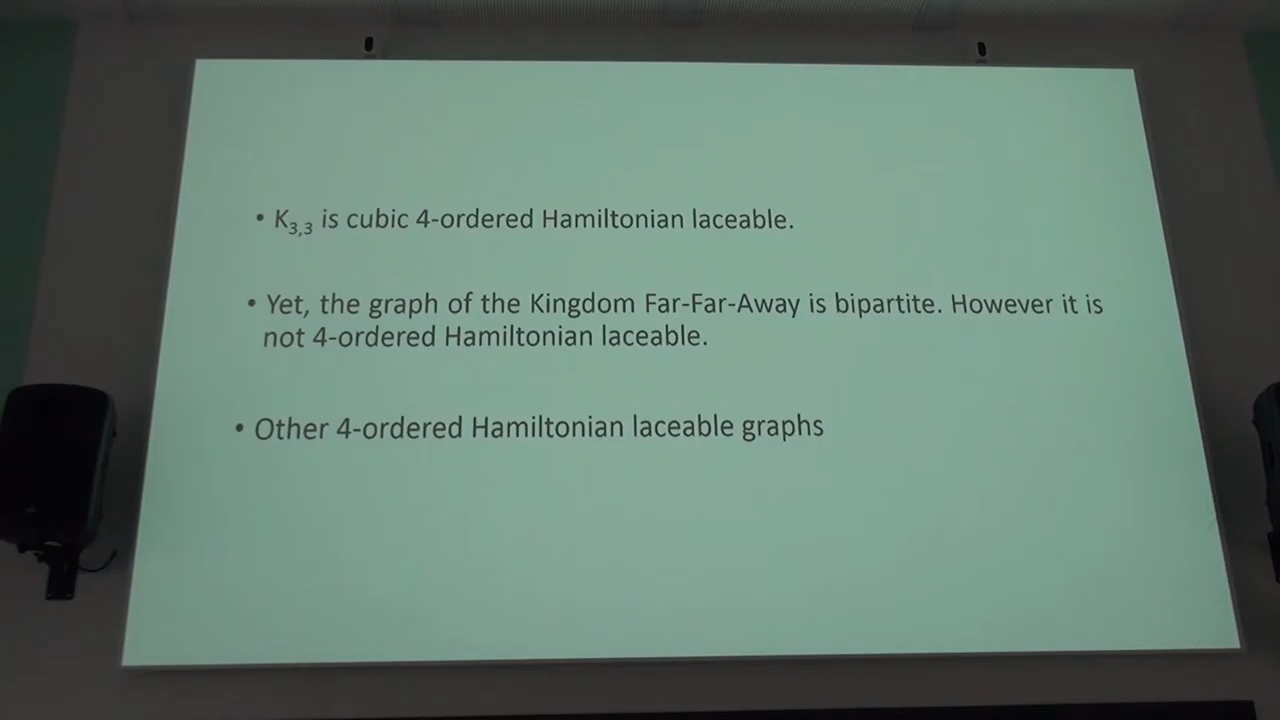 • K3,3 is cubic 4-ordered Hamiltonian laceable.
• Yet, the graph of the Kingdom Far-Far-Away is bipartite. However it is
not 4-ordered Hamiltonian laceable.
• Other 4-ordered Hamiltonian laceable graphs